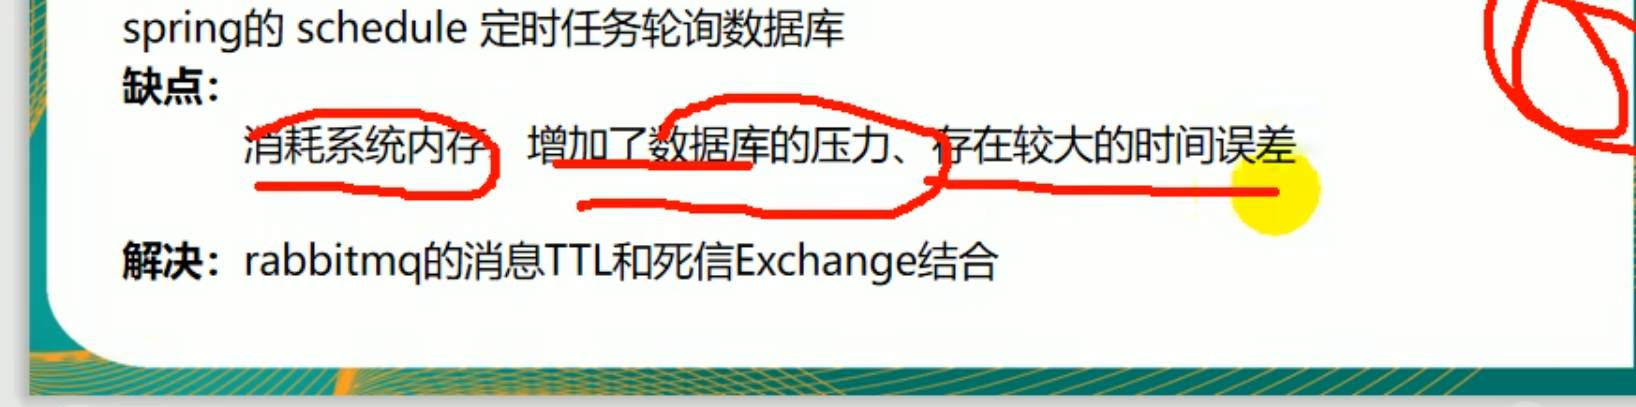 spring的 schedule 定时任务轮询数据库
缺点：
消耗系统内存、增加了数据库的压力、存在较大的时间误差
解决：rabbitmq的消息TTL和死信Exchange结合